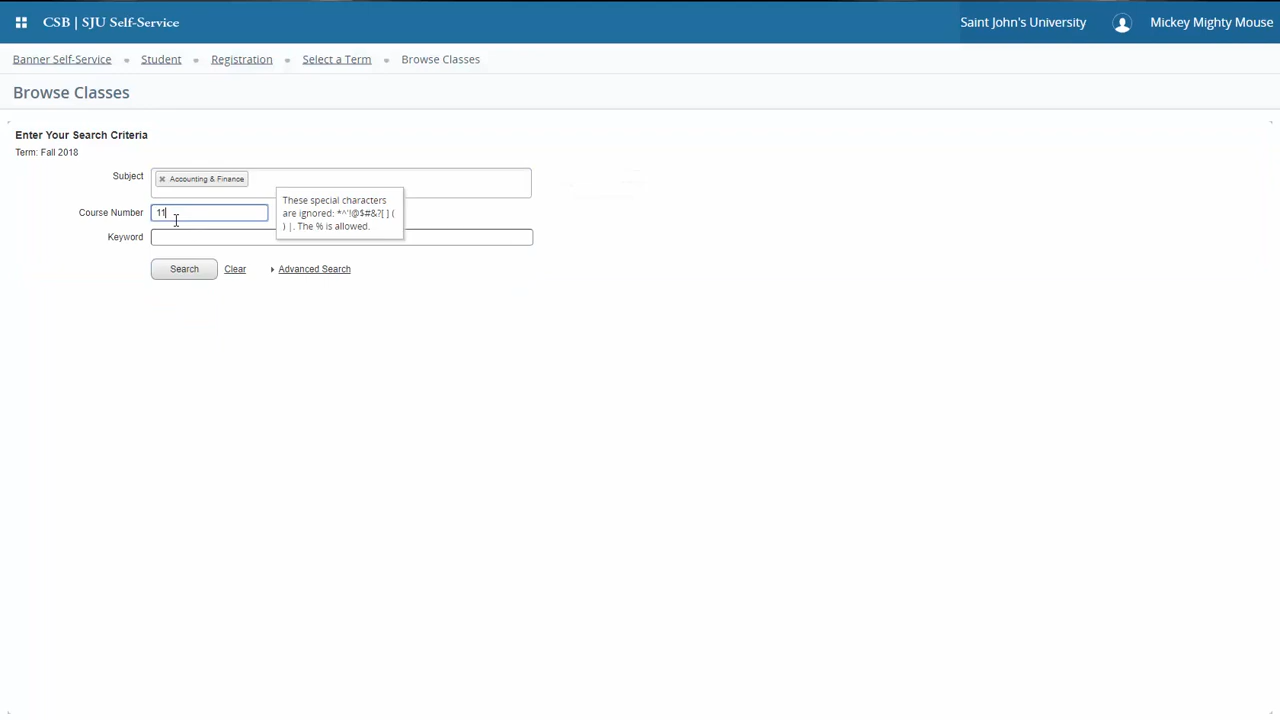 CSB | SJU Self-Service Saint John's University Mickey Mighty Mouse
Banner Self-Service Student Registration Select a Term Browse Classes
Browse Classes
Enter Your Search Criteria
Term: Fall 2018
Subject Accounting & Finance
Course Number 11
These special characters
are ignored: *^'!@$#&?[ ] (
) |. The % is allowed.
Keyword
Search Clear Advanced Search